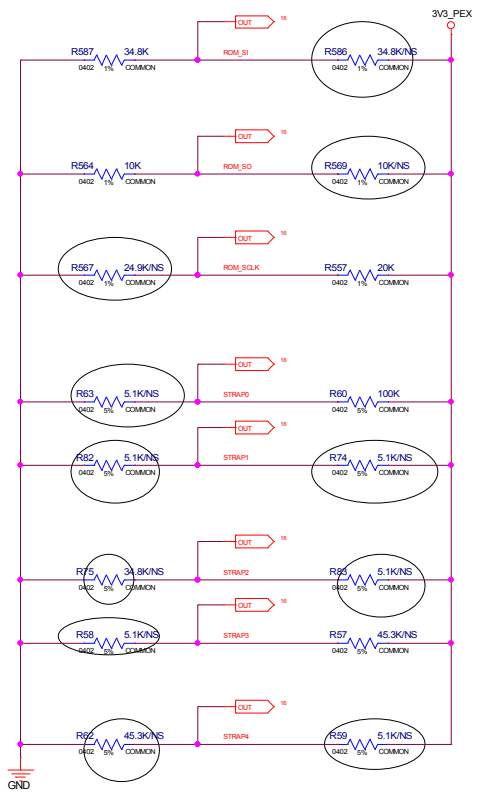 3V3_PEX
OUT 16
R587 34.8K ROM_SI R586 34.8K/NS
0402 1% COMMON 0402 1% COMMON
OUT 16
R564 10K ROM_SO R569 10K/NS
0402 1% COMMON 0402 1% COMMON
OUT 16
R567 24.9K/NS ROM_SCLK R557 20K
0402 1% COMMON 0402 1% COMMON
OUT 16
R63 5.1K/NS STRAP0 R60 100K
0402 5% COMMON 0402 5% COMMON
OUT 16
R82 5.1K/NS STRAP1 R74 5.1K/NS
0402 5% COMMON 0402 5% COMMON
OUT 16
R75 34.8K/NS STRAP2 R83 5.1K/NS
0402 5% COMMON 0402 5% COMMON
OUT 16
R58 5.1K/NS STRAP3 R57 45.3K/NS
0402 5% COMMON 0402 5% COMMON
OUT 16
R62 45.3K/NS STRAP4 R59 5.1K/NS
0402 5% COMMON 0402 5% COMMON
GND